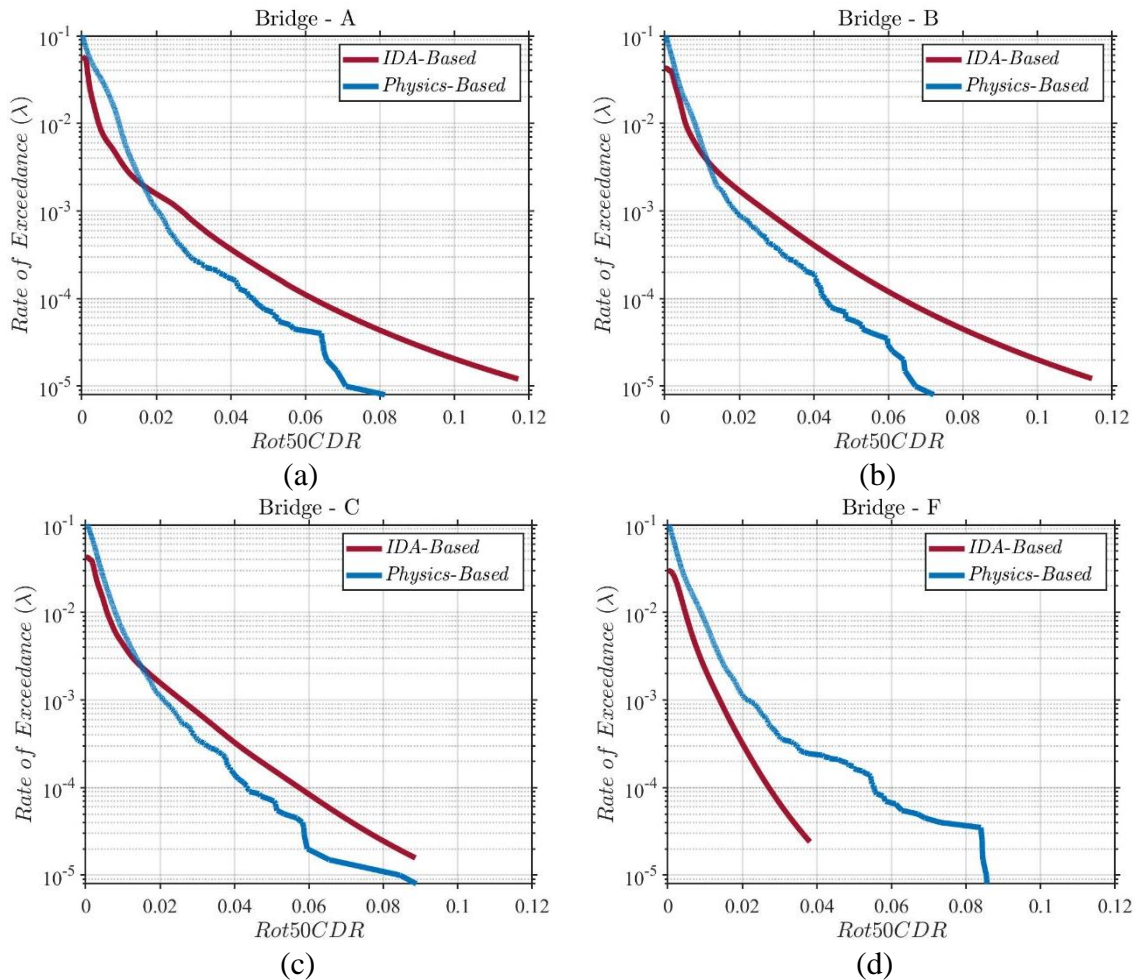 Bridge - A
IDA-Based
Physics-Based
Rate of Exceedance (λ)
10⁻¹
10⁻²
10⁻³
10⁻⁴
10⁻⁵
0 0.02 0.04 0.06 0.08 0.1 0.12
Rot50CDR
(a)
Bridge - B
IDA-Based
Physics-Based
Rate of Exceedance (λ)
10⁻¹
10⁻²
10⁻³
10⁻⁴
10⁻⁵
0 0.02 0.04 0.06 0.08 0.1 0.12
Rot50CDR
(b)
Bridge - C
IDA-Based
Physics-Based
Rate of Exceedance (λ)
10⁻¹
10⁻²
10⁻³
10⁻⁴
10⁻⁵
0 0.02 0.04 0.06 0.08 0.1 0.12
Rot50CDR
(c)
Bridge - F
IDA-Based
Physics-Based
Rate of Exceedance (λ)
10⁻¹
10⁻²
10⁻³
10⁻⁴
10⁻⁵
0 0.02 0.04 0.06 0.08 0.1 0.12
Rot50CDR
(d)